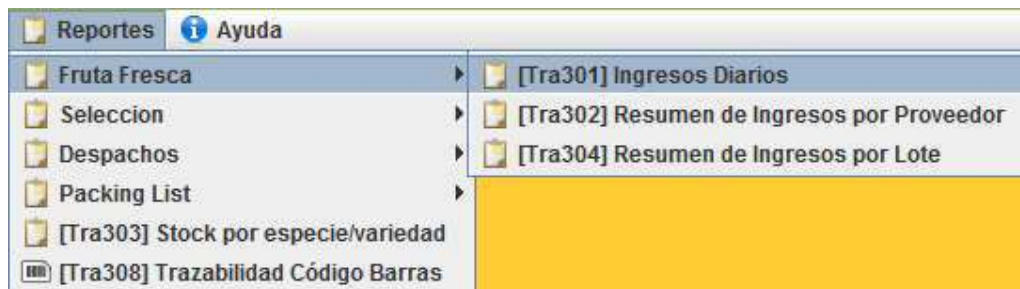 Reportes Ayuda
Fruta Fresca
Seleccion
Despachos
Packing List
[Tra303] Stock por especie/variedad
[Tra308] Trazabilidad Código Barras
[Tra301] Ingresos Diarios
[Tra302] Resumen de Ingresos por Proveedor
[Tra304] Resumen de Ingresos por Lote